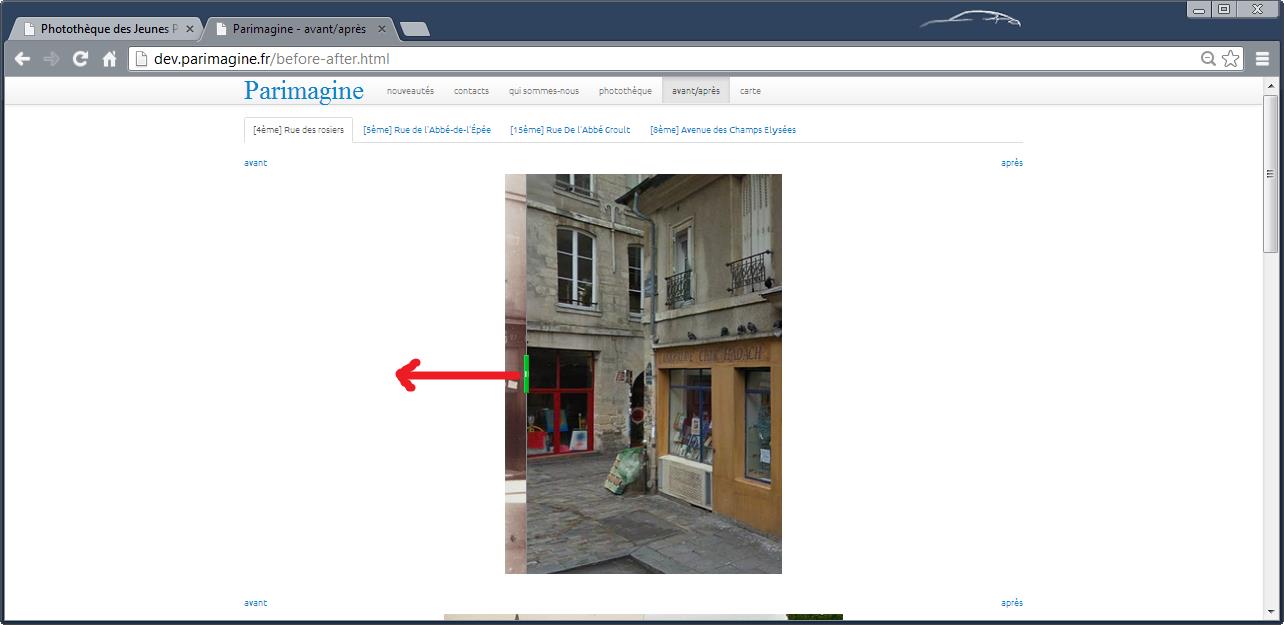 Photothèque des Jeunes P
Parimagine - avant/après
dev.parimagine.fr/before-after.html
Parimagine
nouveautés
contacts
qui sommes-nous
photothèque
avant/après
carte
[4ème] Rue des rosiers
[5ème] Rue de l'Abbé-de-l'Épée
[15ème] Rue De l'Abbé Groult
[8ème] Avenue des Champs Elysées
avant
après
avant
après